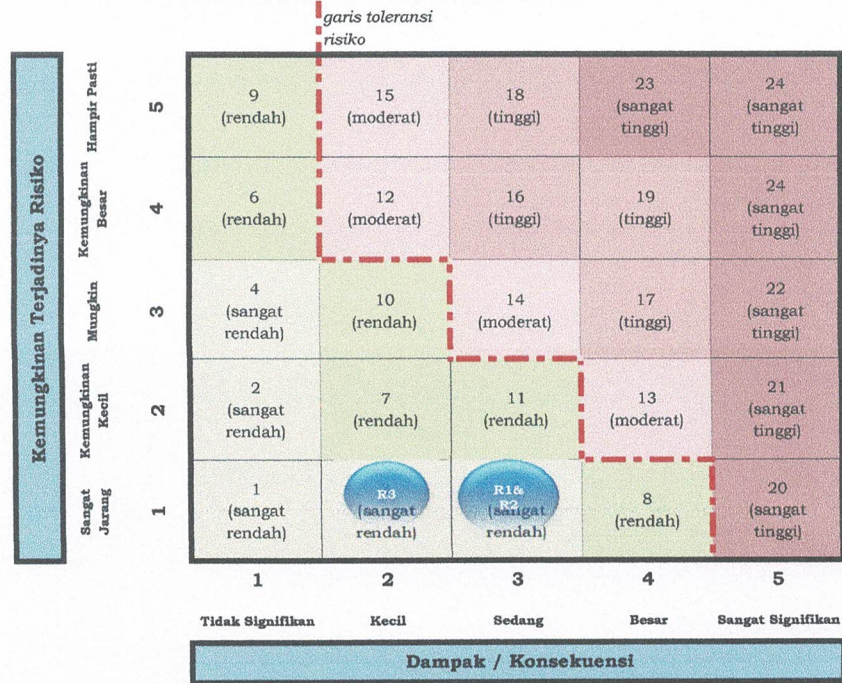 garis toleransi
risiko
Kemungkinan Terjadinya Risiko
Hampir Pasti
5
9
(rendah)
15
(moderat)
18
(tinggi)
23
(sangat
tinggi)
24
(sangat
tinggi)
Kemungkinan
Besar
4
6
(rendah)
12
(moderat)
16
(tinggi)
19
(tinggi)
24
(sangat
tinggi)
Mungkin
3
4
(sangat
rendah)
10
(rendah)
14
(moderat)
17
(tinggi)
22
(sangat
tinggi)
Kemungkinan
Kecil
2
2
(sangat
rendah)
7
(rendah)
11
(rendah)
13
(moderat)
21
(sangat
tinggi)
Sangat
Jarang
1
1
(sangat
rendah)
R3
(sangat
rendah)
R1&
R2
(sangat
rendah)
8
(rendah)
20
(sangat
tinggi)
1
2
3
4
5
Tidak Signifikan
Kecil
Sedang
Besar
Sangat Signifikan
Dampak / Konsekuensi